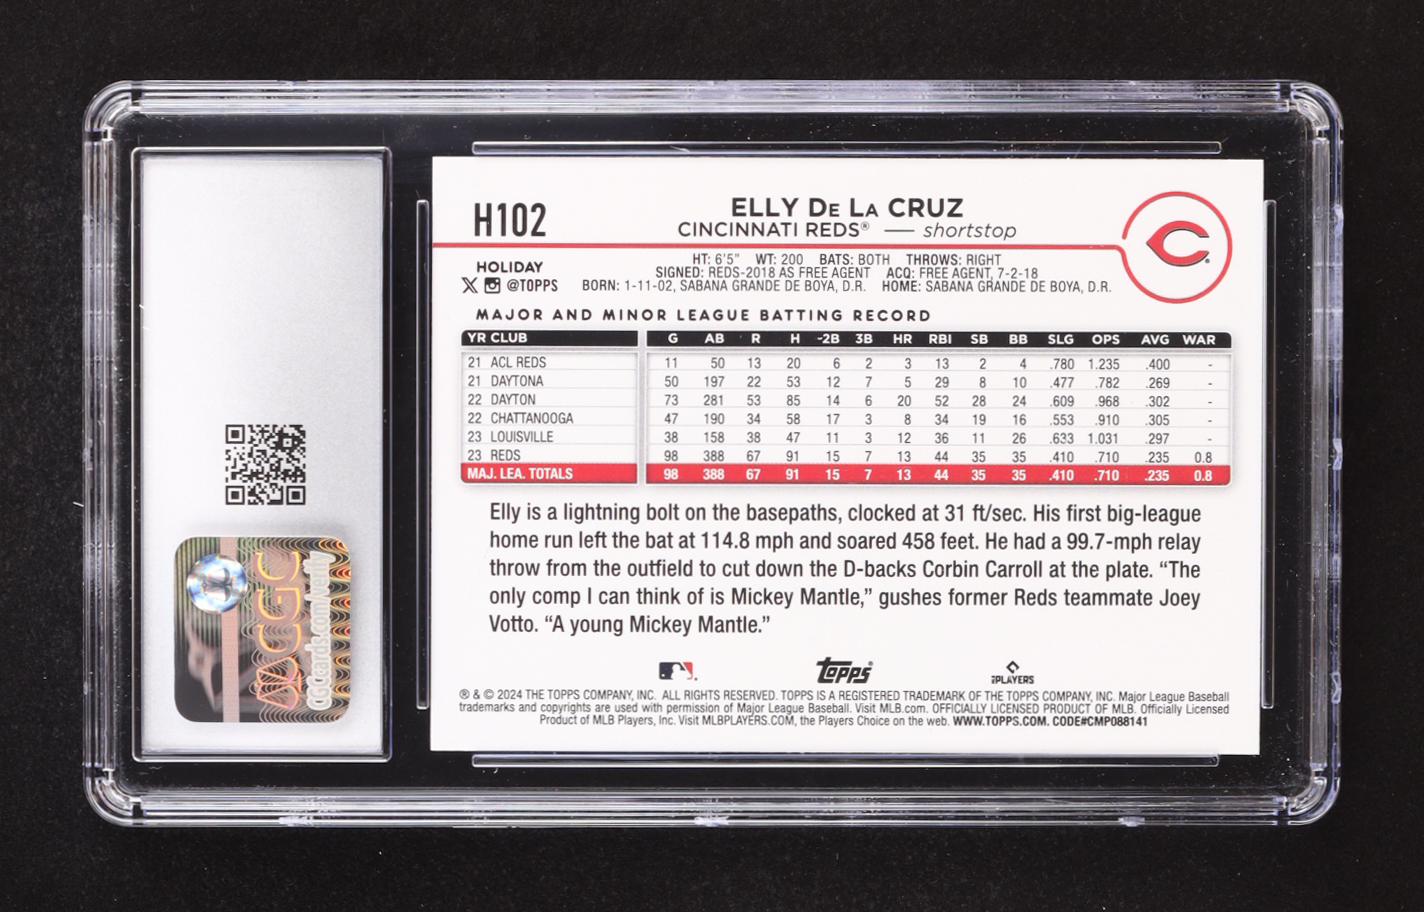 H102
ELLY DE LA CRUZ
CINCINNATI REDS® — shortstop
HOLIDAY
@TOPPS
HT: 6'5" WT: 200 BATS: BOTH THROWS: RIGHT
SIGNED: REDS-2018 AS FREE AGENT ACQ: FREE AGENT, 7-2-18
BORN: 1-11-02, SABANA GRANDE DE BOYA, D.R. HOME: SABANA GRANDE DE BOYA, D.R.
MAJOR AND MINOR LEAGUE BATTING RECORD
YR CLUB G AB R H -2B 3B HR RBI SB BB SLG OPS AVG WAR
21 ACL REDS 11 50 13 20 6 2 3 13 2 4 .780 1.235 .400 -
21 DAYTONA 50 197 22 53 12 7 5 29 8 10 .477 .782 .269 -
22 DAYTON 73 281 53 85 14 6 20 52 28 24 .609 .968 .302 -
22 CHATTANOOGA 47 190 34 58 17 3 8 34 19 16 .553 .910 .305 -
23 LOUISVILLE 38 158 38 47 11 3 12 36 11 26 .633 1.031 .297 -
23 REDS 98 388 67 91 15 7 13 44 35 35 .410 .710 .235 0.8
MAJ. LEA. TOTALS 98 388 67 91 15 7 13 44 35 35 .410 .710 .235 0.8
Elly is a lightning bolt on the basepaths, clocked at 31 ft/sec. His first big-league
home run left the bat at 114.8 mph and soared 458 feet. He had a 99.7-mph relay
throw from the outfield to cut down the D-backs Corbin Carroll at the plate. “The
only comp I can think of is Mickey Mantle,” gushes former Reds teammate Joey
Votto. “A young Mickey Mantle.”
Topps®
PLAYERS
® & © 2024 THE TOPPS COMPANY, INC. ALL RIGHTS RESERVED. TOPPS IS A REGISTERED TRADEMARK OF THE TOPPS COMPANY, INC. Major League Baseball
trademarks and copyrights are used with permission of Major League Baseball. Visit MLB.com. OFFICIALLY LICENSED PRODUCT OF MLB. Officially Licensed
Product of MLB Players, Inc. Visit MLBPLAYERS.COM, the Players Choice on the web. WWW.TOPPS.COM. CODE#CMP088141
CGC
CGCcards.com/verify